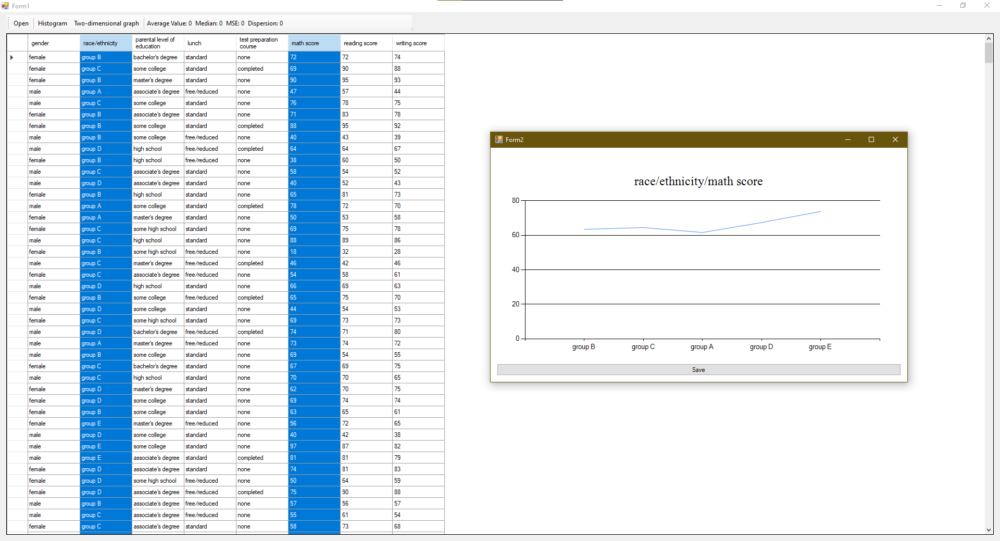 Form1
Open Histogram Two-dimensional graph Average Value: 0 Median: 0 MSE: 0 Dispersion: 0
gender race/ethnicity parental level of education lunch test preparation course math score reading score writing score
female group B bachelor's degree standard none 72 72 74
female group C some college standard completed 69 90 88
female group B master's degree standard none 90 95 93
male group A associate's degree free/reduced none 47 57 44
male group C some college standard none 76 78 75
female group B associate's degree standard none 71 83 78
female group B some college standard completed 88 95 92
male group B some college free/reduced none 40 43 39
male group D high school free/reduced completed 64 64 67
female group B high school free/reduced none 38 60 50
male group C associate's degree standard none 58 54 52
male group D associate's degree standard none 40 52 43
female group B high school standard none 65 81 73
male group A some college standard completed 78 72 70
female group A master's degree standard none 50 53 58
female group C some high school standard none 69 75 78
male group C high school standard none 88 89 86
female group B some high school free/reduced none 18 32 28
male group C master's degree free/reduced completed 46 42 46
female group C associate's degree free/reduced none 54 58 61
male group D high school standard none 66 69 63
female group B some college free/reduced completed 65 75 70
male group D some college standard none 44 54 53
female group C some high school standard none 69 73 73
male group D bachelor's degree free/reduced completed 74 71 80
male group A master's degree free/reduced none 73 74 72
male group B some college standard none 69 54 55
female group C bachelor's degree standard none 67 69 75
male group C high school standard none 70 70 65
female group D master's degree standard none 62 70 75
female group D some college standard none 69 74 74
female group B some college standard none 63 65 61
female group E master's degree free/reduced none 56 72 65
male group D some college standard none 40 42 38
male group E some college standard none 97 87 82
male group E associate's degree standard completed 81 81 79
female group D associate's degree standard none 74 81 83
female group D some high school free/reduced none 50 64 59
female group D associate's degree free/reduced completed 75 90 88
male group B associate's degree free/reduced none 57 56 57
male group C associate's degree free/reduced none 55 61 54
female group C associate's degree standard none 58 73 68
Form2
race/ethnicity/math score
80
60
40
20
0
group B group C group A group D group E
Save